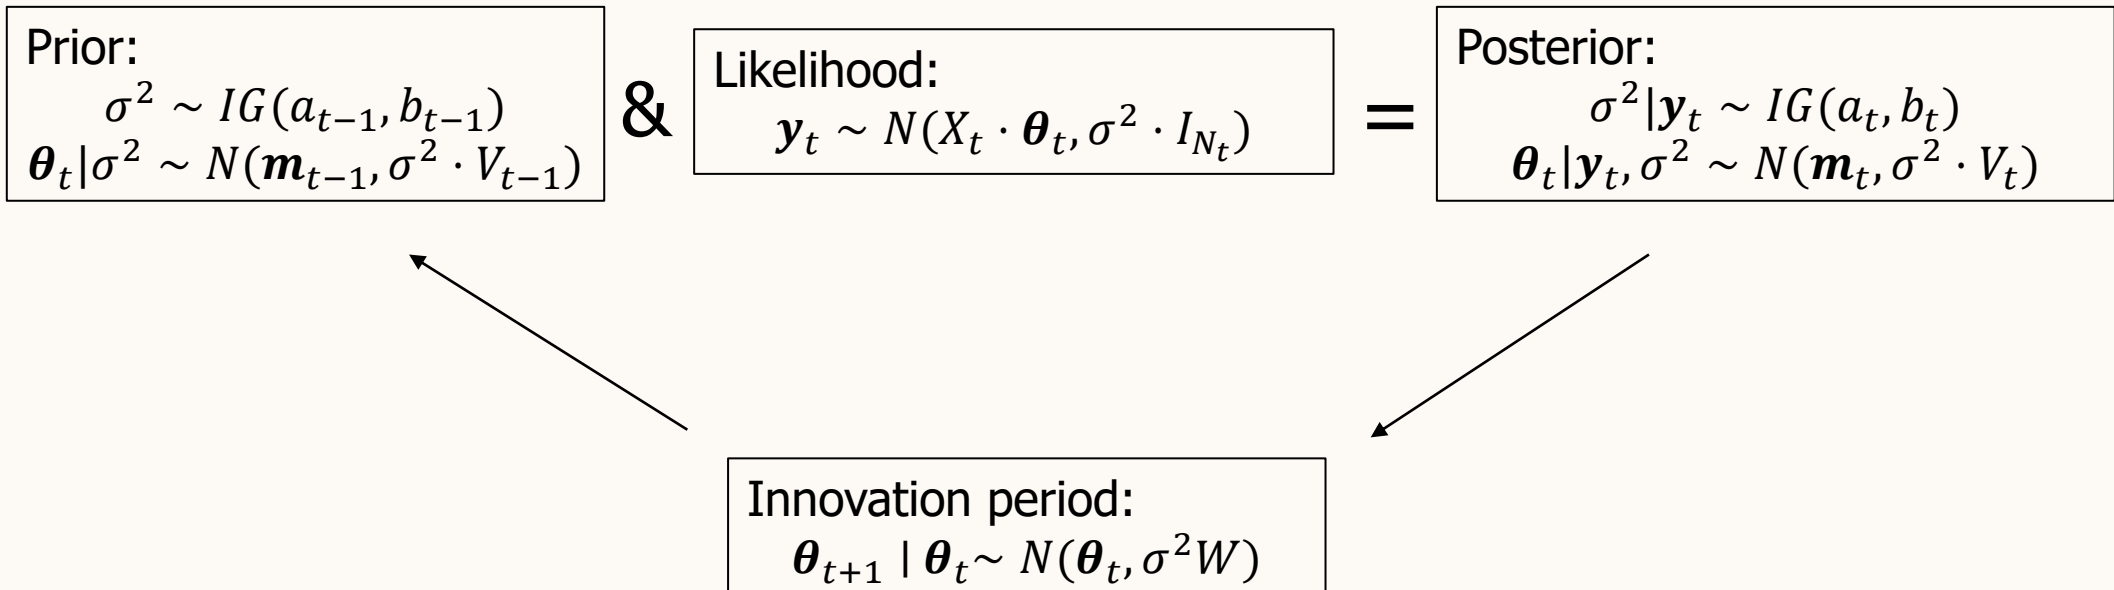 Prior:
σ² ~ IG(a_{t−1}, b_{t−1})
θ_t|σ² ~ N(m_{t−1}, σ² · V_{t−1})
&
Likelihood:
y_t ~ N(X_t · θ_t, σ² · I_{N_t})
=
Posterior:
σ²|y_t ~ IG(a_t, b_t)
θ_t|y_t, σ² ~ N(m_t, σ² · V_t)
Innovation period:
θ_{t+1} | θ_t ~ N(θ_t, σ²W)